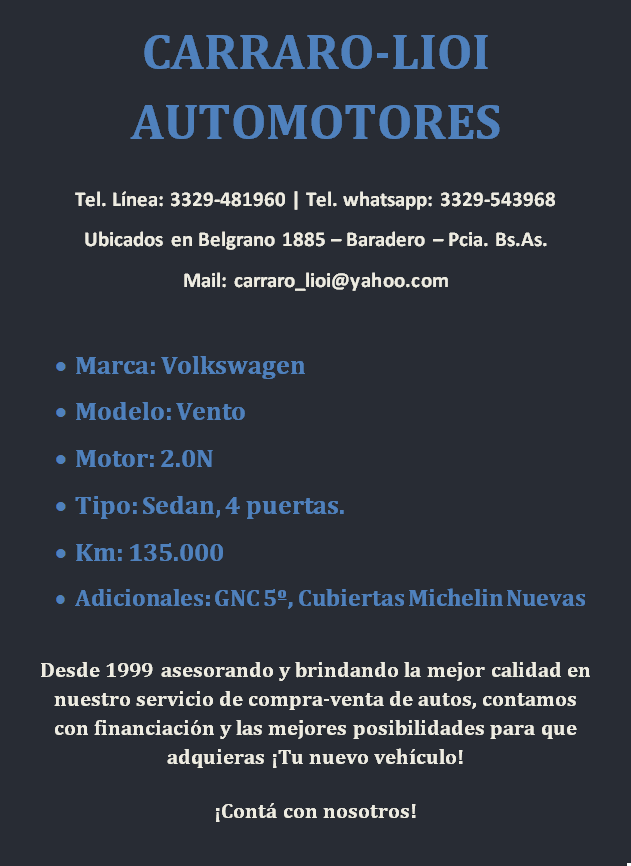 CARRARO-LIOI
AUTOMOTORES
Tel. Línea: 3329-481960 | Tel. whatsapp: 3329-543968
Ubicados en Belgrano 1885 – Baradero – Pcia. Bs.As.
Mail: carraro_lioi@yahoo.com
• Marca: Volkswagen
• Modelo: Vento
• Motor: 2.0N
• Tipo: Sedan, 4 puertas.
• Km: 135.000
• Adicionales: GNC 5º, Cubiertas Michelin Nuevas
Desde 1999 asesorando y brindando la mejor calidad en
nuestro servicio de compra-venta de autos, contamos
con financiación y las mejores posibilidades para que
adquieras ¡Tu nuevo vehículo!
¡Contá con nosotros!